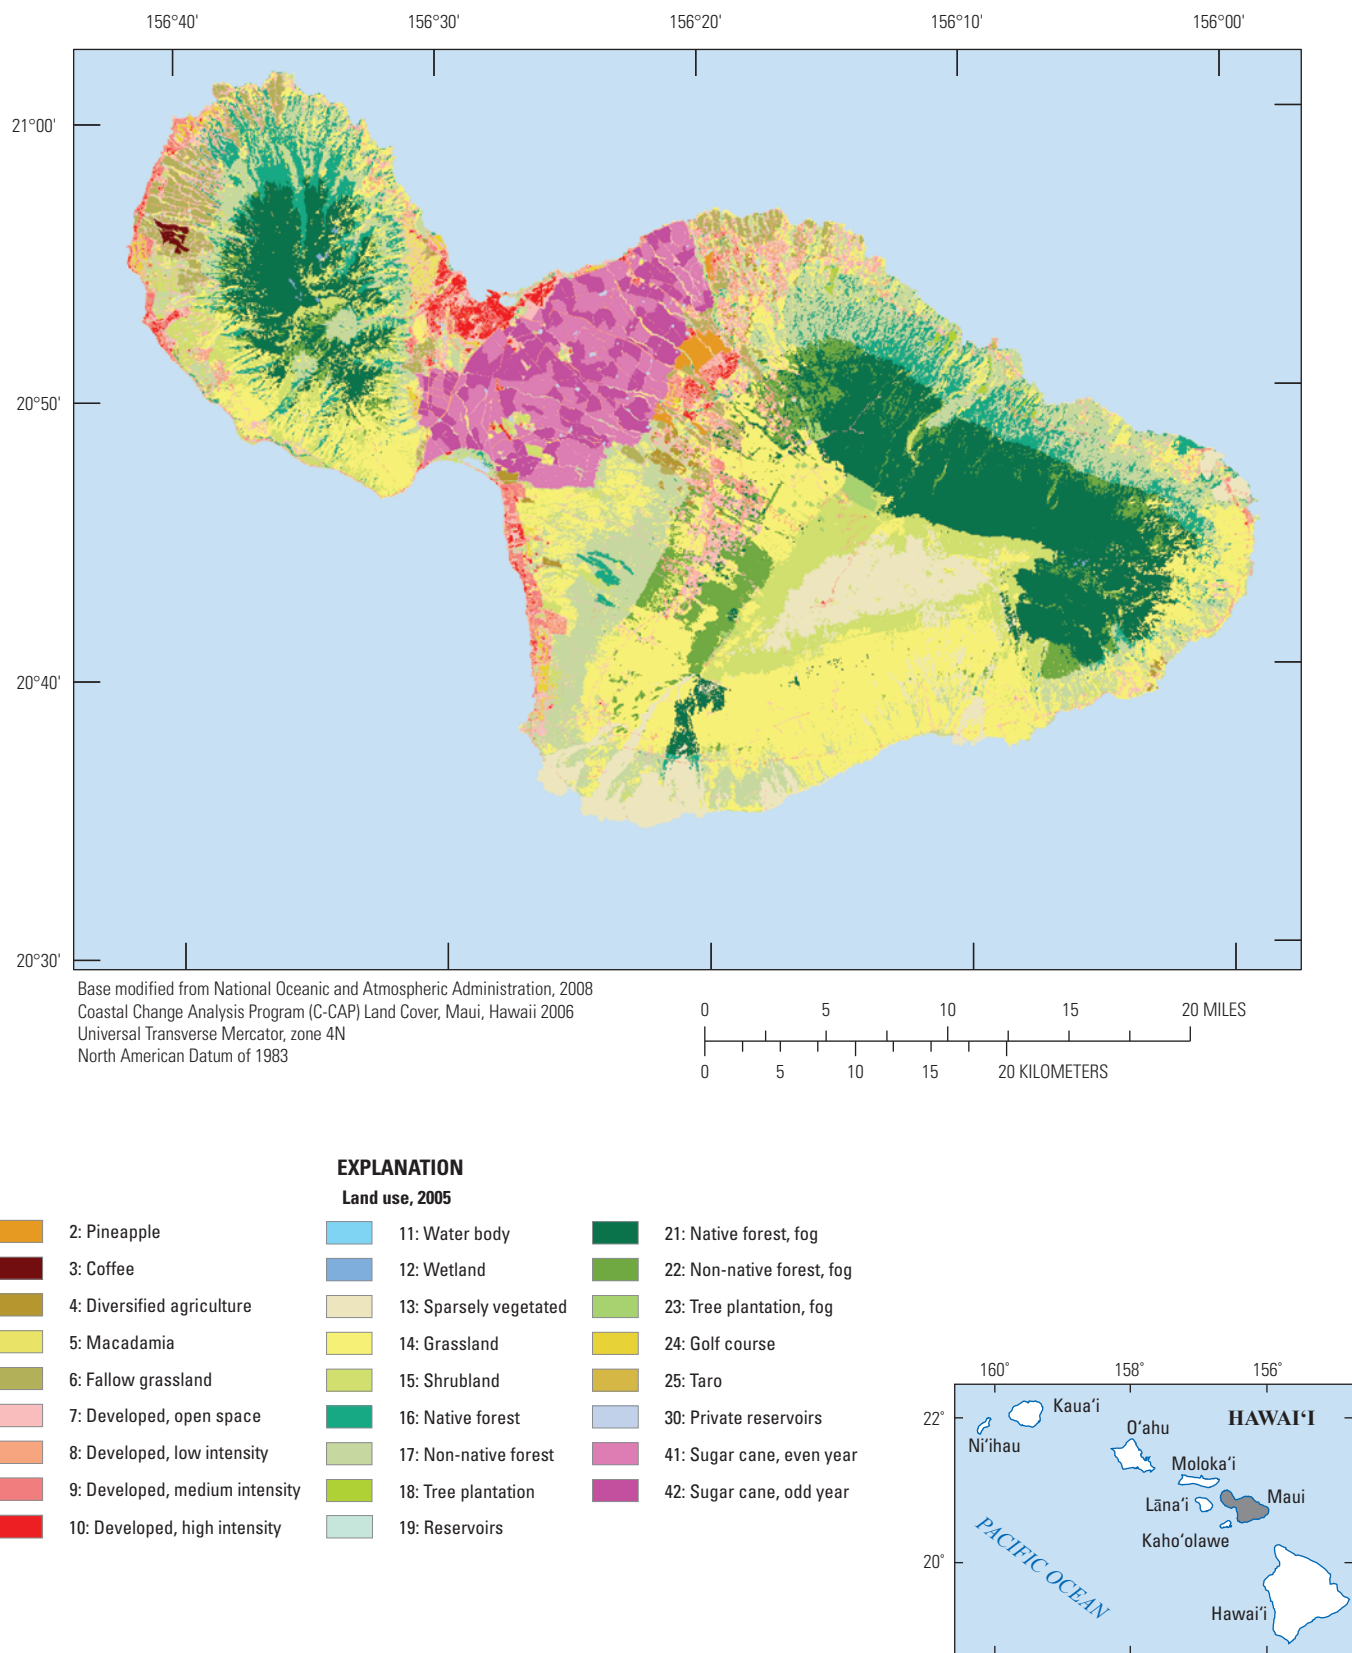 156°40' 156°30' 156°20' 156°10' 156°00'
21°00'
20°50'
20°40'
20°30'
Base modified from National Oceanic and Atmospheric Administration, 2008
Coastal Change Analysis Program (C-CAP) Land Cover, Maui, Hawaii 2006
Universal Transverse Mercator, zone 4N
North American Datum of 1983
0 5 10 15 20 MILES
0 5 10 15 20 KILOMETERS
EXPLANATION
Land use, 2005
2: Pineapple
3: Coffee
4: Diversified agriculture
5: Macadamia
6: Fallow grassland
7: Developed, open space
8: Developed, low intensity
9: Developed, medium intensity
10: Developed, high intensity
11: Water body
12: Wetland
13: Sparsely vegetated
14: Grassland
15: Shrubland
16: Native forest
17: Non-native forest
18: Tree plantation
19: Reservoirs
21: Native forest, fog
22: Non-native forest, fog
23: Tree plantation, fog
24: Golf course
25: Taro
30: Private reservoirs
41: Sugar cane, even year
42: Sugar cane, odd year
160° 158° 156°
22°
20°
Kaua‘i
HAWAI‘I
Ni‘ihau
O‘ahu
Moloka‘i
Lāna‘i
Maui
Kaho‘olawe
PACIFIC OCEAN
Hawai‘i